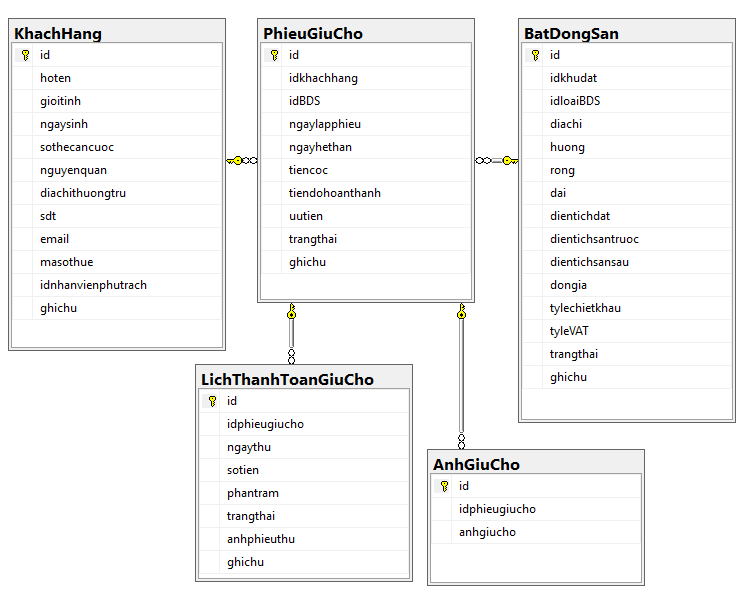 KhachHang
id
hoten
gioitinh
ngaysinh
sothecancuoc
nguyenquan
diachithuongtru
sdt
email
masothue
idnhanvienphutrach
ghichu
PhieuGiuCho
id
idkhachhang
idBDS
ngaylapphieu
ngayhethan
tiencoc
tiendohoanthanh
uutien
trangthai
ghichu
BatDongSan
id
idkhudat
idloaiBDS
diachi
huong
rong
dai
dientichdat
dientichsantruoc
dientichsansau
dongia
tylechietkhau
tyleVAT
trangthai
ghichu
LichThanhToanGiuCho
id
idphieugiucho
ngaythu
sotien
phantram
trangthai
anhphieuthu
ghichu
AnhGiuCho
id
idphieugiucho
anhgiucho